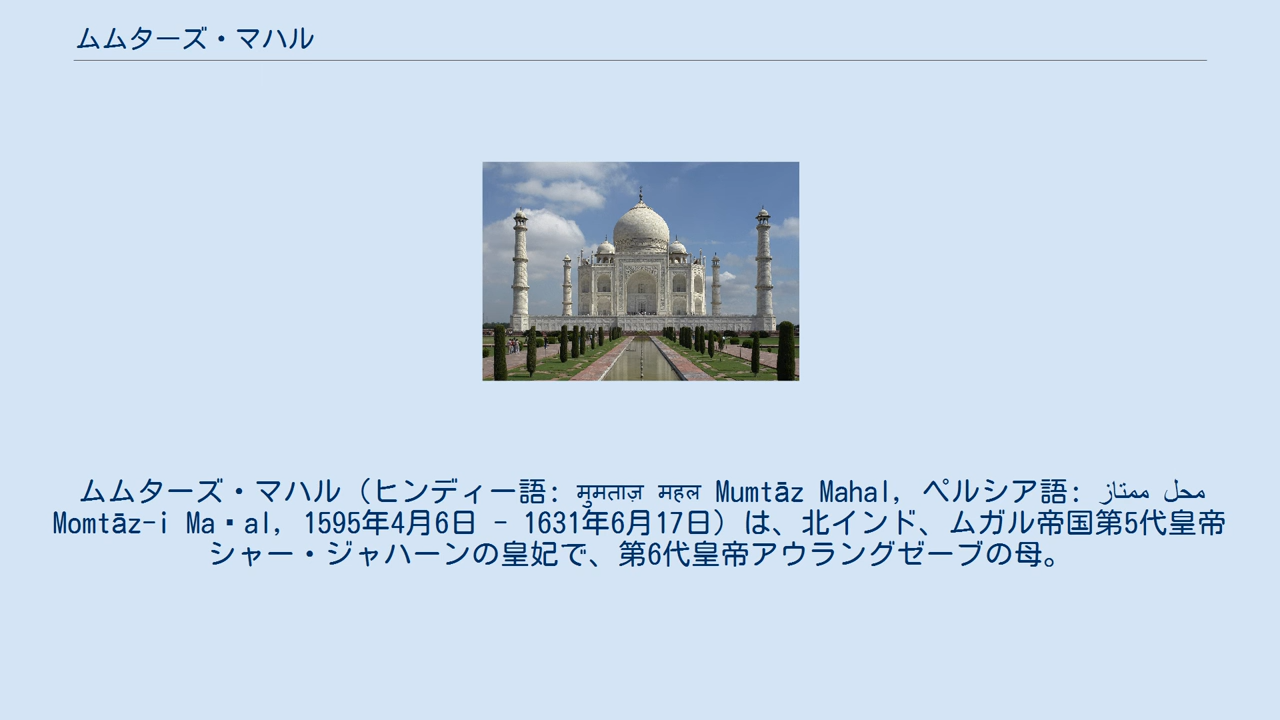 ムムターズ・マハル
ムムターズ・マハル（ヒンディー語: मुमताज़ महल Mumtāz Mahal, ペルシア語: ممتاز محل
Momtāz-i Ma▪al, 1595年4月6日 - 1631年6月17日）は、北インド、ムガル帝国第5代皇帝
シャー・ジャハーンの皇妃で、第6代皇帝アウラングゼーブの母。